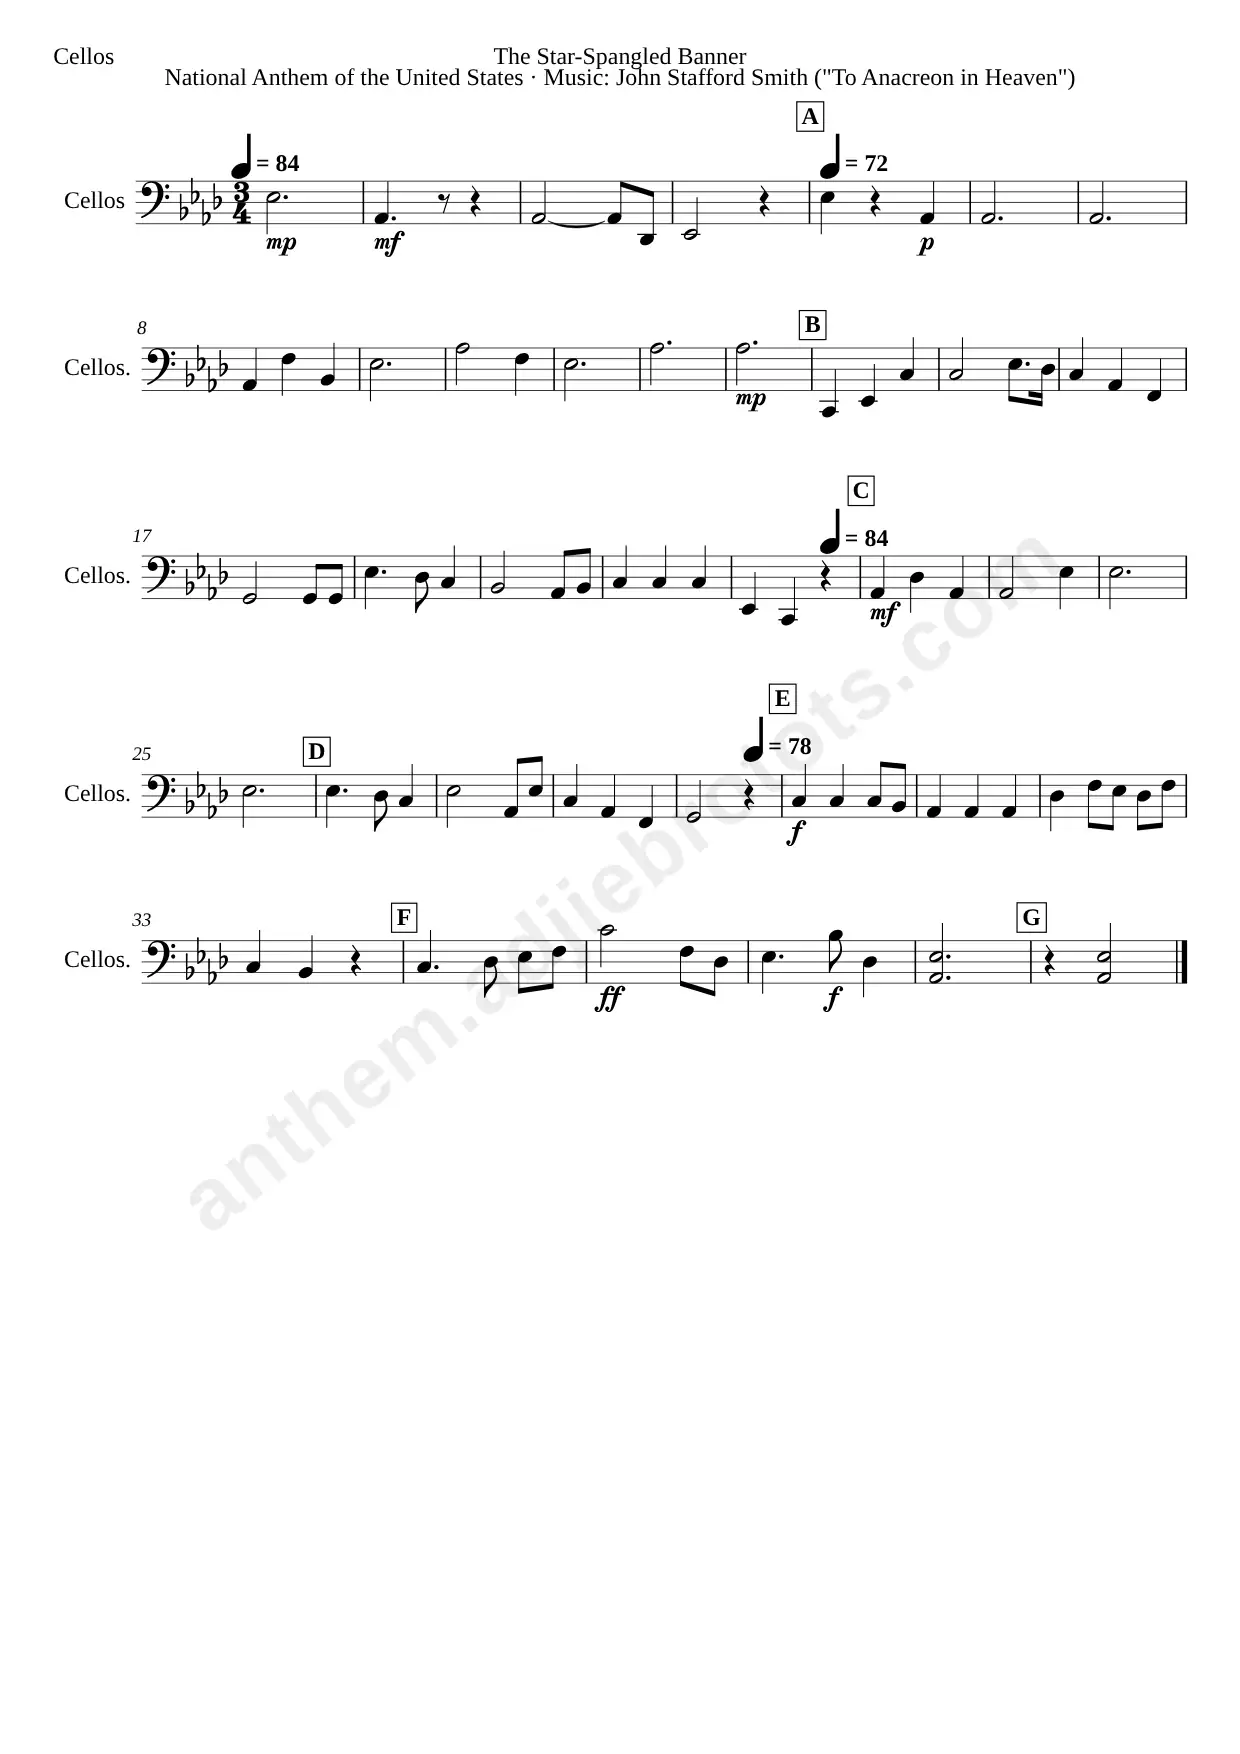 Cellos
The Star-Spangled Banner
National Anthem of the United States · Music: John Stafford Smith ("To Anacreon in Heaven")
A
= 84
= 72
Cellos
3
4
mp
mf
p
8
B
Cellos.
mp
C
17
= 84
Cellos.
mf
E
25
D
= 78
Cellos.
f
33
F
G
Cellos.
ff
f
anthem.adjiebrotots.com